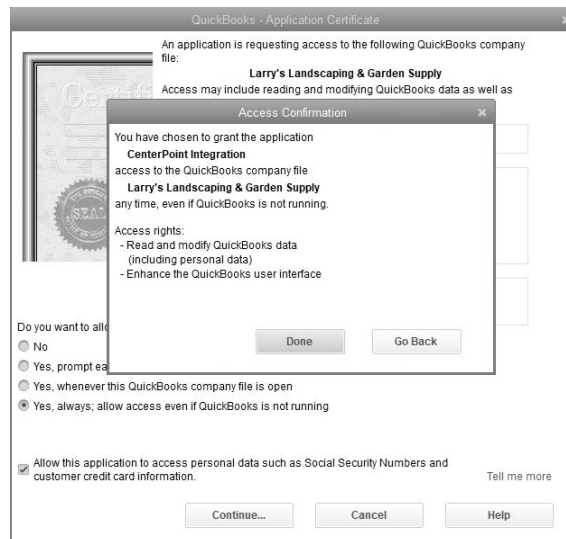 QuickBooks - Application Certificate
An application is requesting access to the following QuickBooks company
file:
Larry's Landscaping & Garden Supply
Access may include reading and modifying QuickBooks data as well as
Access Confirmation
You have chosen to grant the application
CenterPoint Integration
access to the QuickBooks company file
Larry's Landscaping & Garden Supply
any time, even if QuickBooks is not running.
Access rights:
- Read and modify QuickBooks data
(including personal data)
- Enhance the QuickBooks user interface
Done Go Back
SEAL
Do you want to allo
No
Yes, prompt ea
Yes, whenever this QuickBooks company file is open
Yes, always; allow access even if QuickBooks is not running
Allow this application to access personal data such as Social Security Numbers and
customer credit card information.
Tell me more
Continue... Cancel Help